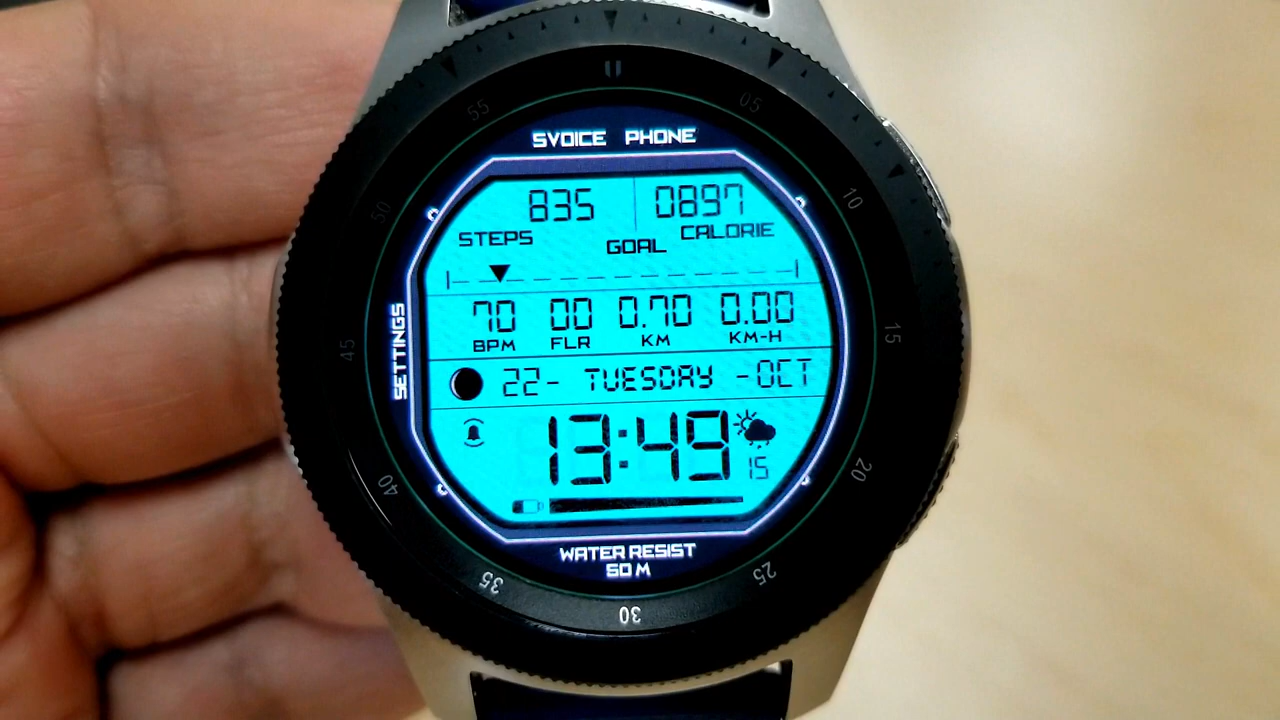 SVOICE PHONE
835 0897
STEPS GOAL CALORIE
70 00 0.70 0.00
BPM FLR KM KM-H
22- TUESDAY -OCT
13:49
15
WATER RESIST
50 M
SETTINGS
05
10
15
20
25
30
35
40
45
50
55